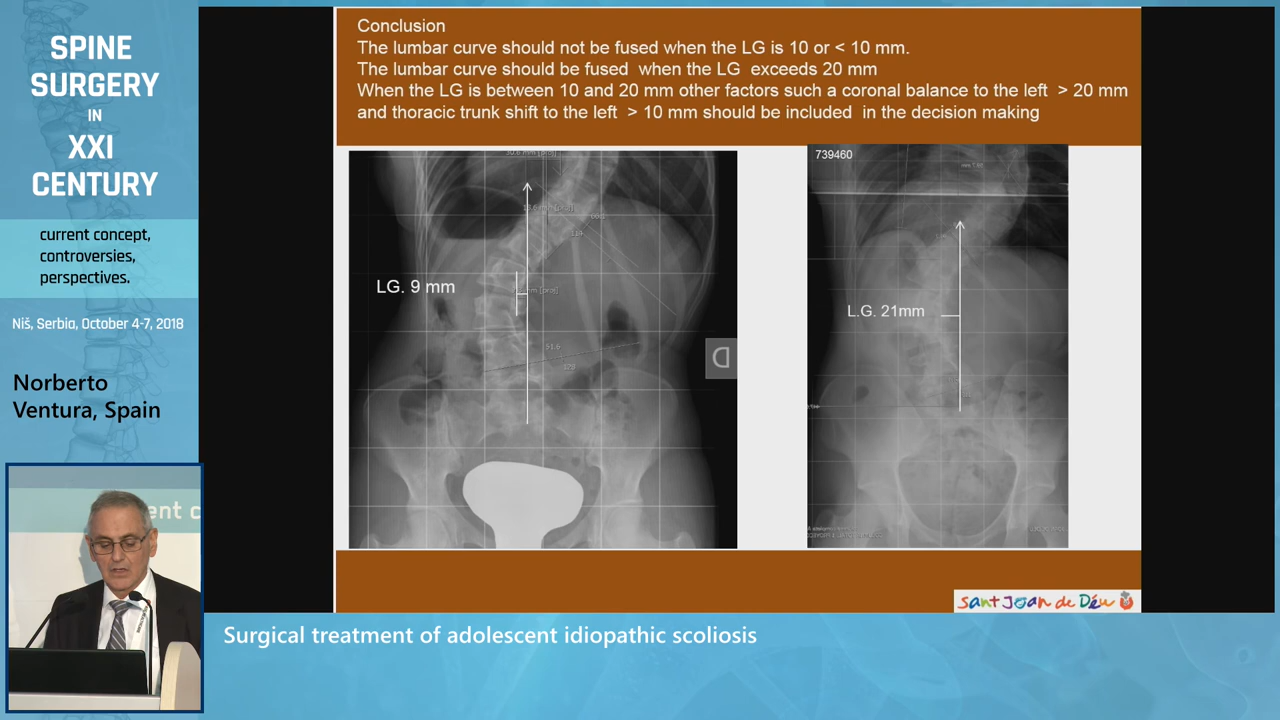 SPINE
SURGERY
IN
XXI
CENTURY
current concept,
controversies,
perspectives.
Niš, Serbia, October 4-7, 2018
Norberto
Ventura, Spain
Conclusion
The lumbar curve should not be fused when the LG is 10 or < 10 mm.
The lumbar curve should be fused when the LG exceeds 20 mm
When the LG is between 10 and 20 mm other factors such a coronal balance to the left > 20 mm
and thoracic trunk shift to the left > 10 mm should be included in the decision making
LG. 9 mm
51.6
D
739460
L.G. 21mm
Sant Joan de Déu
ent c
Surgical treatment of adolescent idiopathic scoliosis